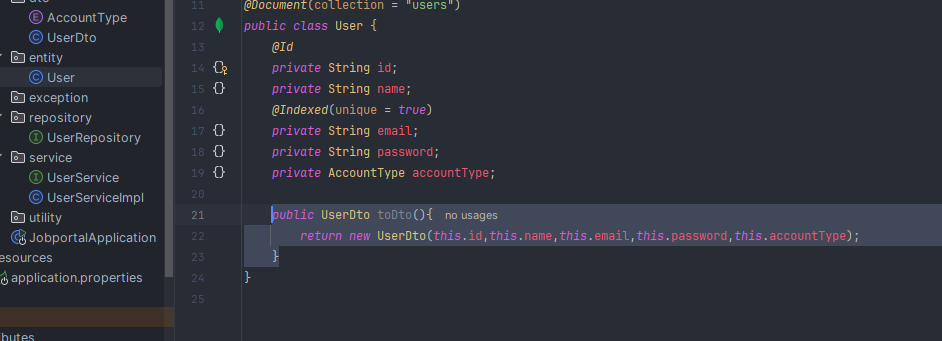 AccountType
UserDto
entity
User
exception
repository
UserRepository
service
UserService
UserServiceImpl
utility
JobportalApplication
esources
application.properties
butes
11 @Document(collection = "users")
12 public class User {
13 @Id
14 private String id;
15 private String name;
16 @Indexed(unique = true)
17 private String email;
18 private String password;
19 private AccountType accountType;
20
21 public UserDto toDto(){ no usages
22 return new UserDto(this.id,this.name,this.email,this.password,this.accountType);
23 }
24 }
25